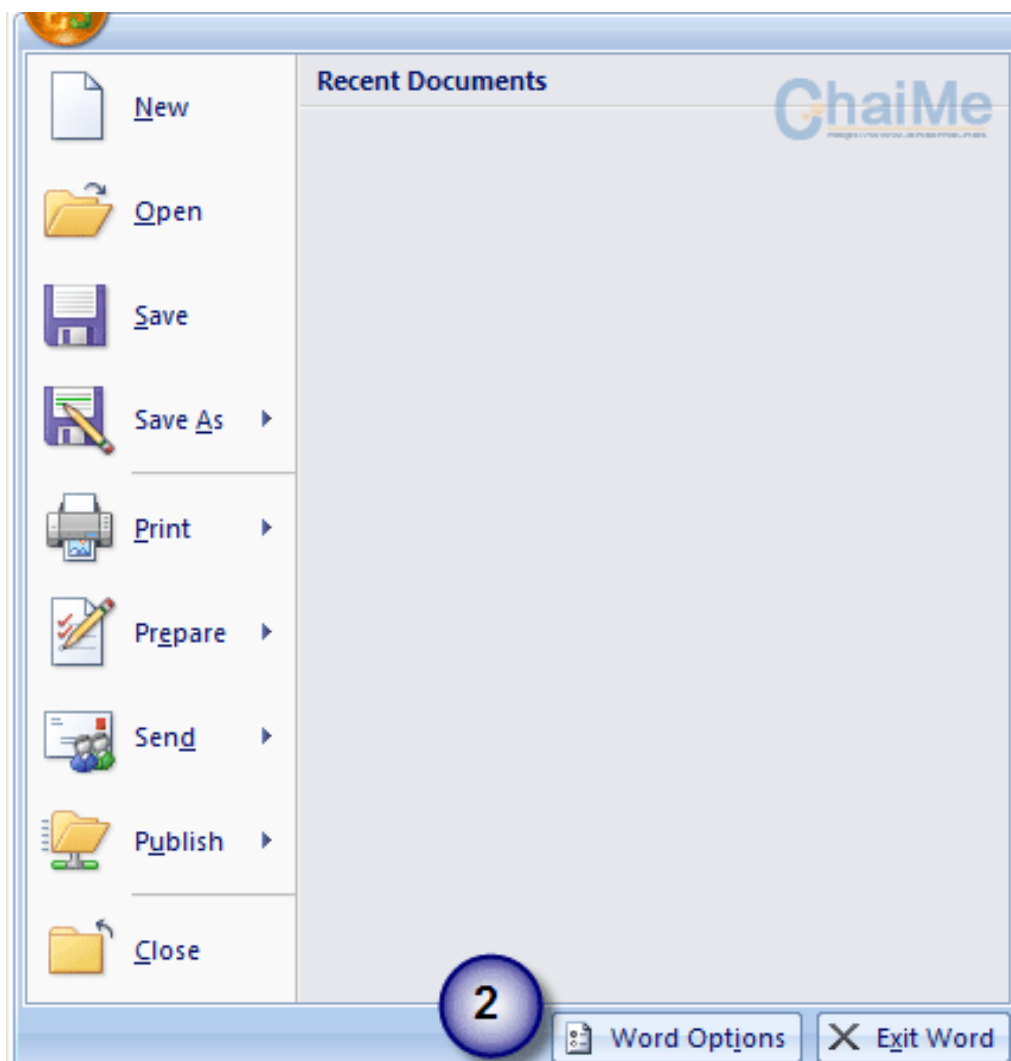 Recent Documents
ChaiMe
New
Open
Save
Save As
Print
Prepare
Send
Publish
Close
2
Word Options
Exit Word